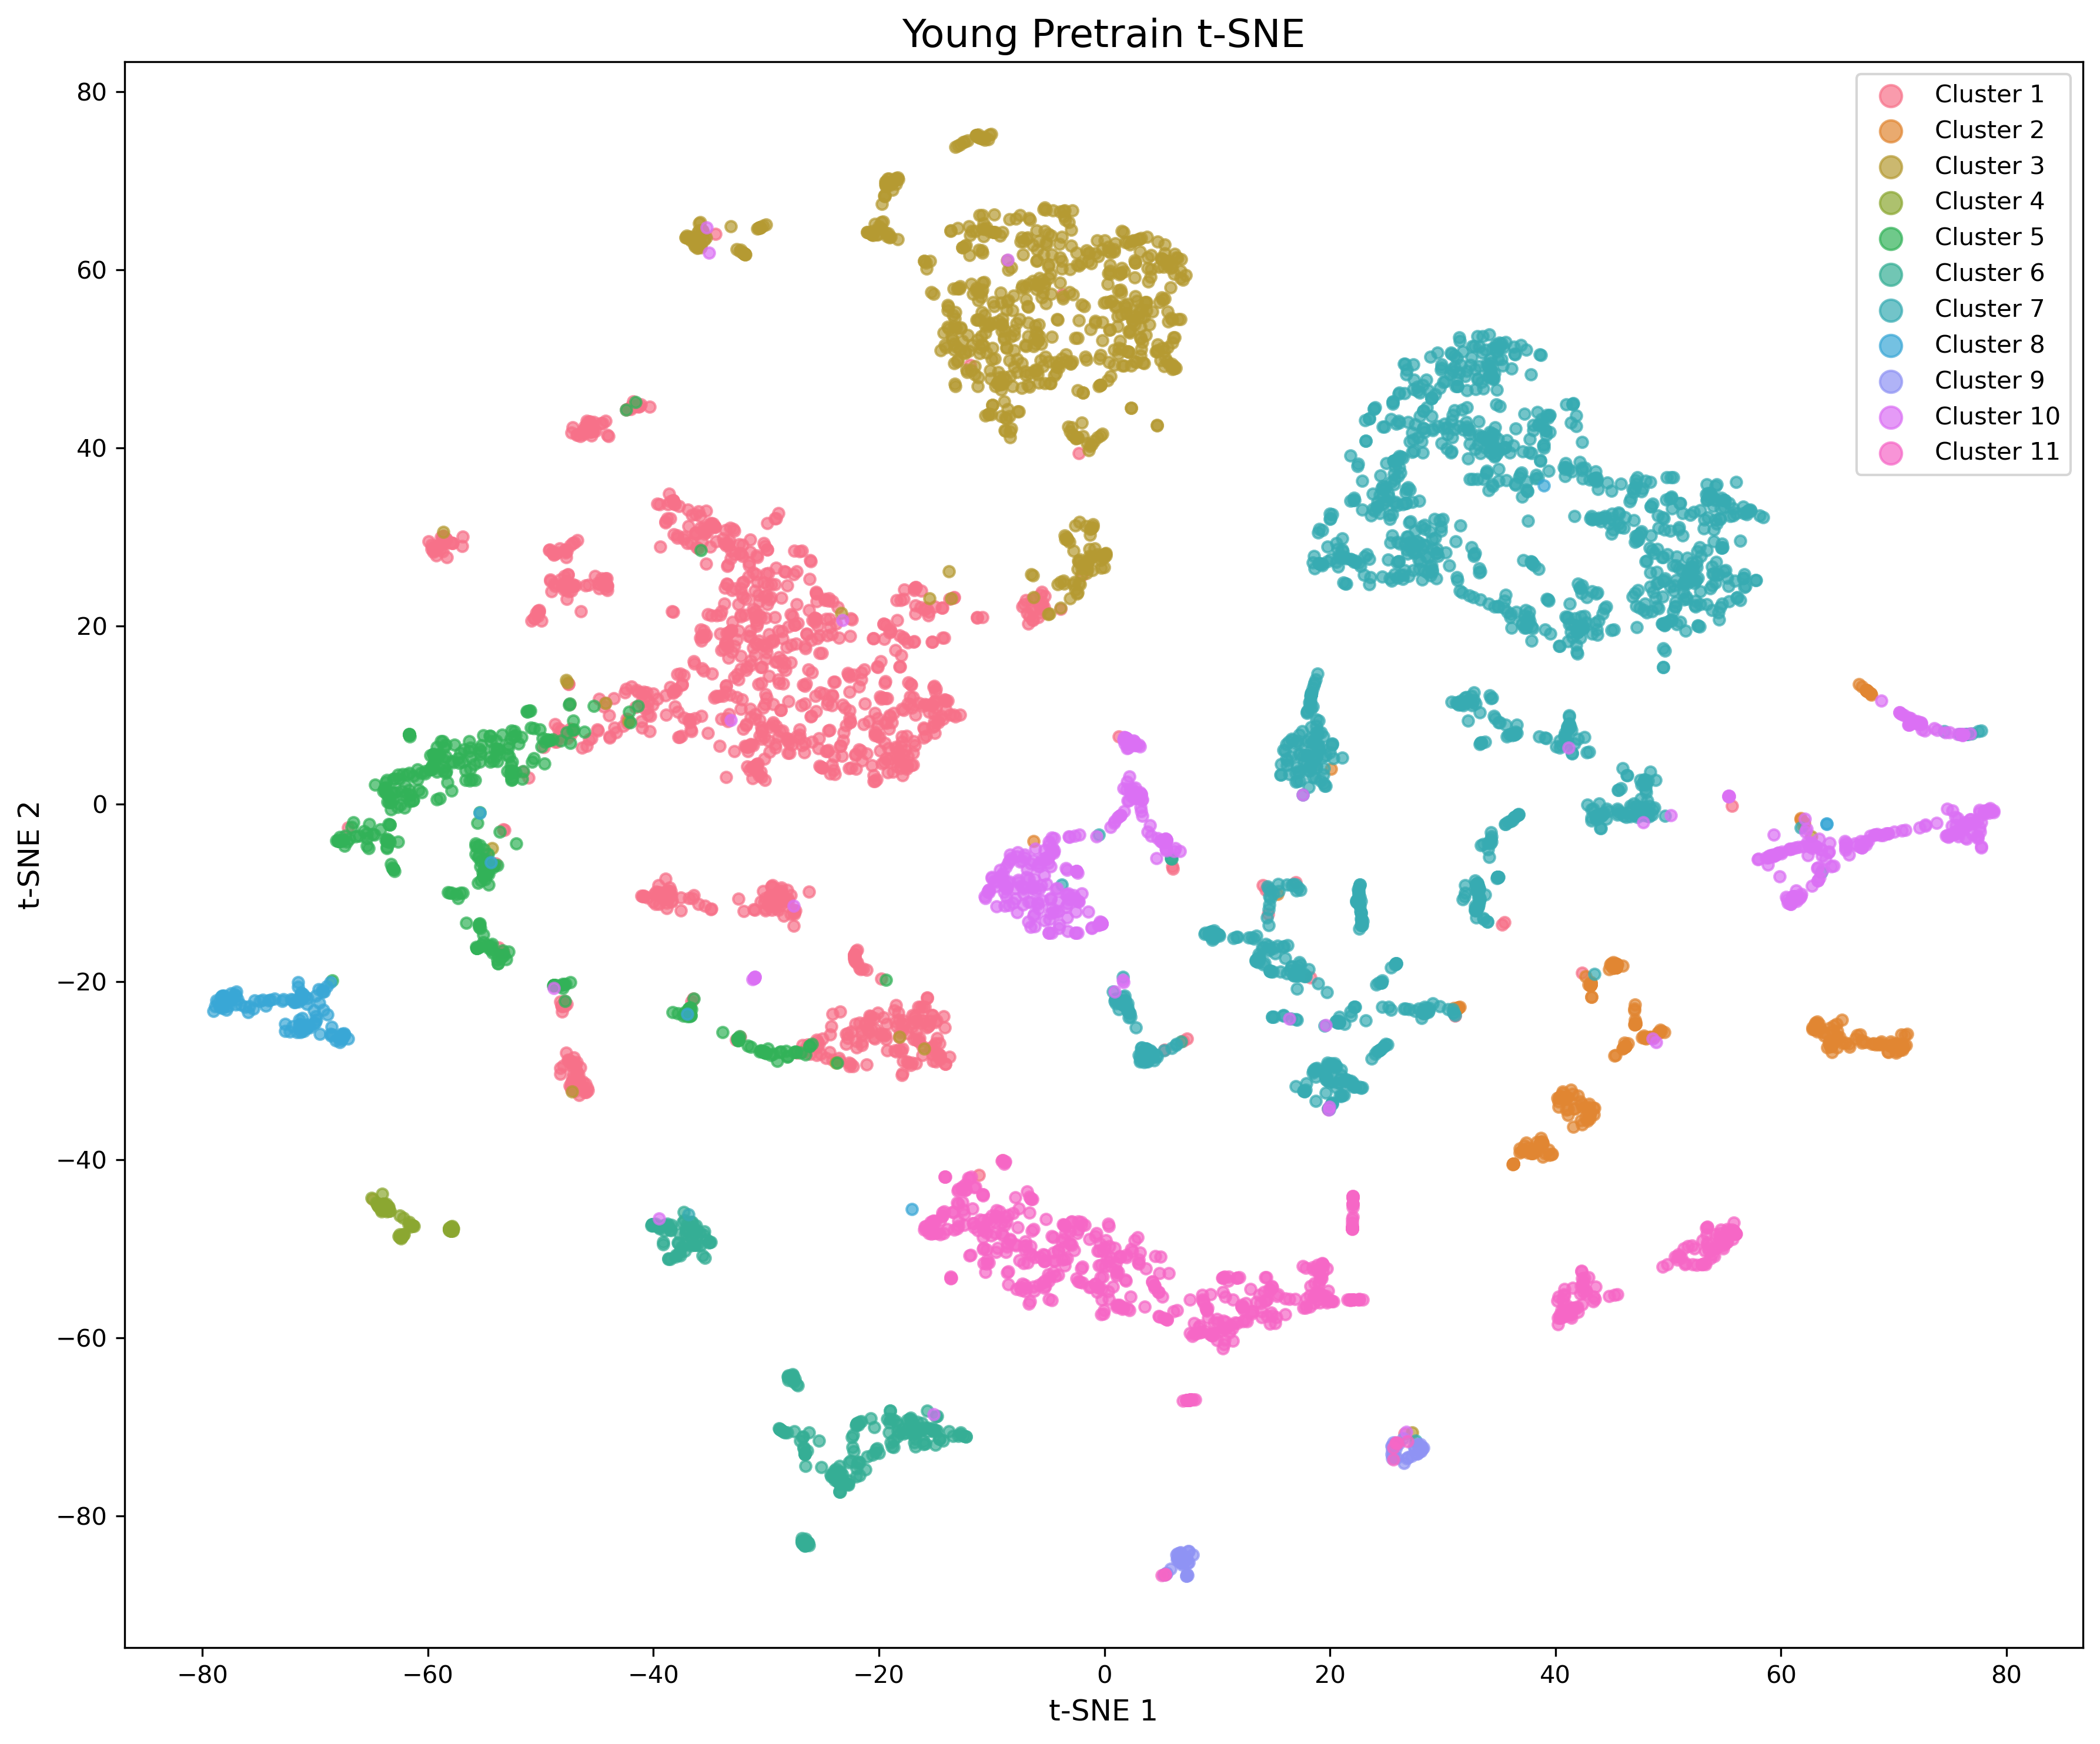 Young Pretrain t-SNE
Cluster 1
Cluster 2
Cluster 3
Cluster 4
Cluster 5
Cluster 6
Cluster 7
Cluster 8
Cluster 9
Cluster 10
Cluster 11
80
60
40
20
0
−20
−40
−60
−80
t-SNE 2
−80
−60
−40
−20
0
20
40
60
80
t-SNE 1